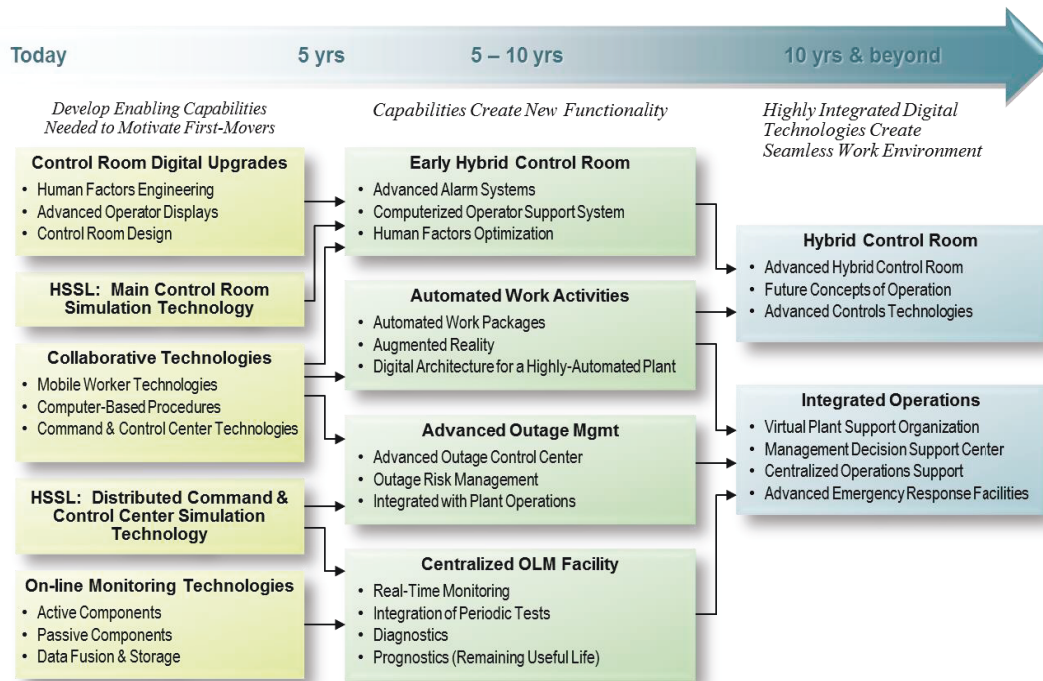 Today
5 yrs
5 – 10 yrs
10 yrs & beyond
Develop Enabling Capabilities
Needed to Motivate First-Movers
Capabilities Create New Functionality
Highly Integrated Digital
Technologies Create
Seamless Work Environment
Control Room Digital Upgrades
• Human Factors Engineering
• Advanced Operator Displays
• Control Room Design
HSSL: Main Control Room
Simulation Technology
Collaborative Technologies
• Mobile Worker Technologies
• Computer-Based Procedures
• Command & Control Center Technologies
HSSL: Distributed Command &
Control Center Simulation
Technology
On-line Monitoring Technologies
• Active Components
• Passive Components
• Data Fusion & Storage
Early Hybrid Control Room
• Advanced Alarm Systems
• Computerized Operator Support System
• Human Factors Optimization
Automated Work Activities
• Automated Work Packages
• Augmented Reality
• Digital Architecture for a Highly-Automated Plant
Advanced Outage Mgmt
• Advanced Outage Control Center
• Outage Risk Management
• Integrated with Plant Operations
Centralized OLM Facility
• Real-Time Monitoring
• Integration of Periodic Tests
• Diagnostics
• Prognostics (Remaining Useful Life)
Hybrid Control Room
• Advanced Hybrid Control Room
• Future Concepts of Operation
• Advanced Controls Technologies
Integrated Operations
• Virtual Plant Support Organization
• Management Decision Support Center
• Centralized Operations Support
• Advanced Emergency Response Facilities